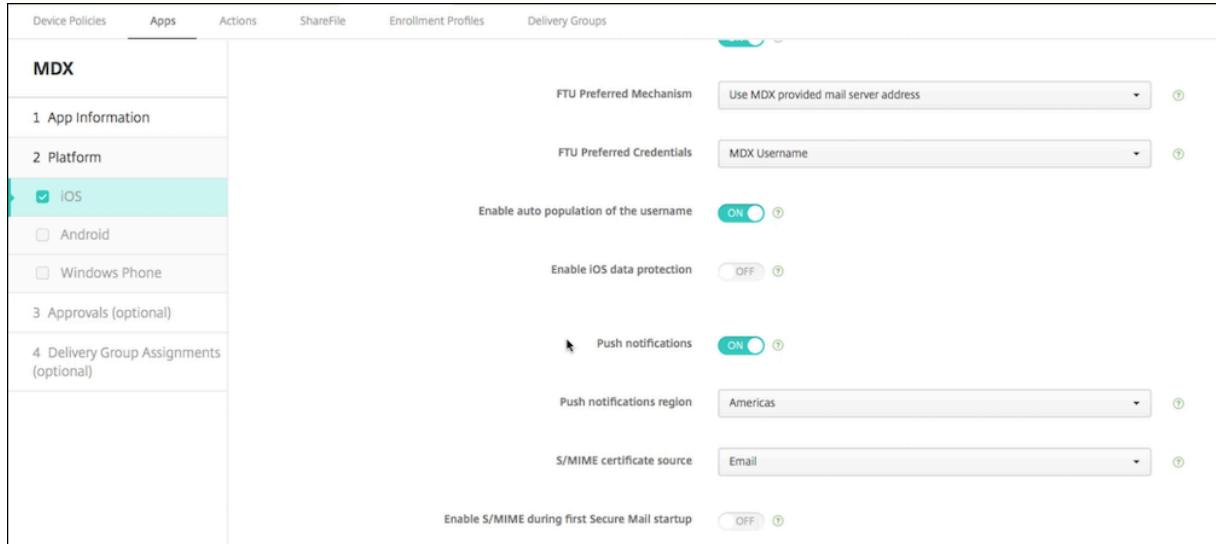 Device Policies Apps Actions ShareFile Enrollment Profiles Delivery Groups
MDX
1 App Information
2 Platform
iOS
Android
Windows Phone
3 Approvals (optional)
4 Delivery Group Assignments
(optional)
FTU Preferred Mechanism Use MDX provided mail server address
FTU Preferred Credentials MDX Username
Enable auto population of the username ON
Enable iOS data protection OFF
Push notifications ON
Push notifications region Americas
S/MIME certificate source Email
Enable S/MIME during first Secure Mail startup OFF